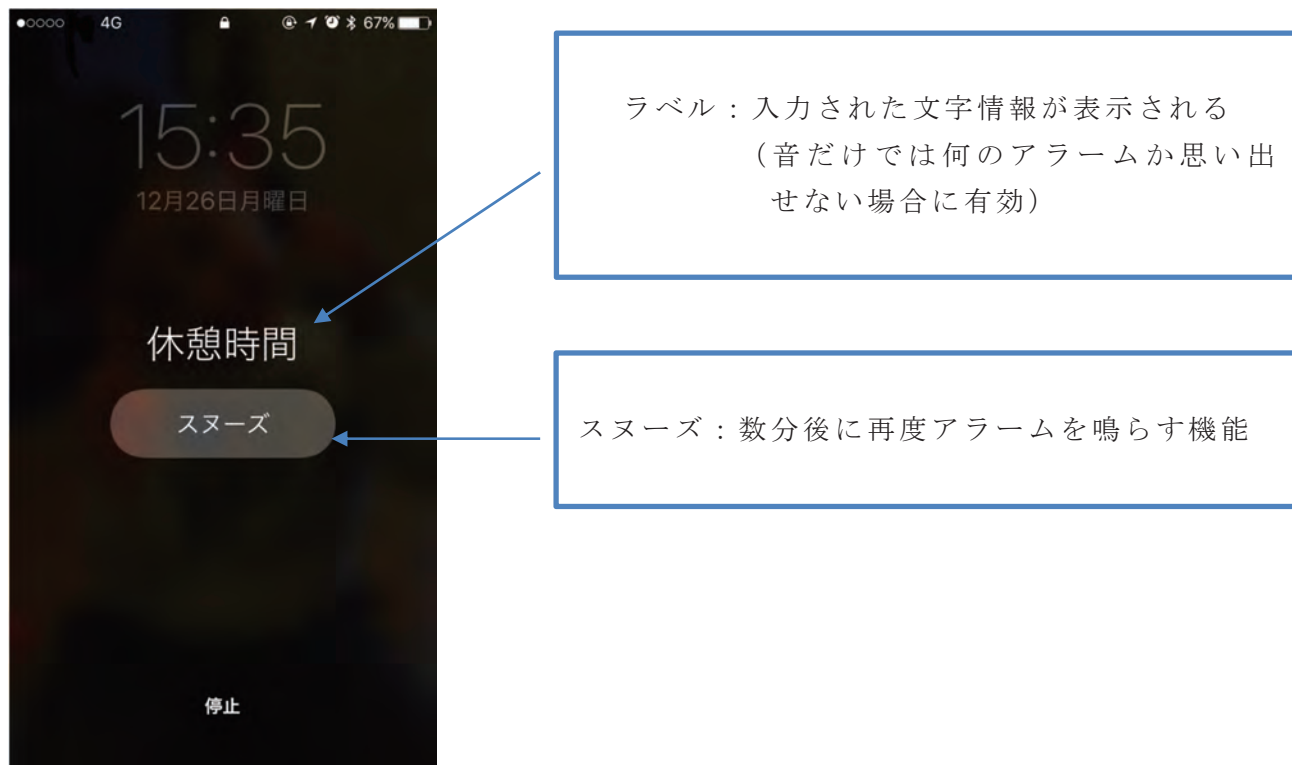 4G
67%
15:35
12月26日月曜日
休憩時間
スヌーズ
停止
ラベル：入力された文字情報が表示される
（音だけでは何のアラームか思い出
せない場合に有効）
スヌーズ：数分後に再度アラームを鳴らす機能